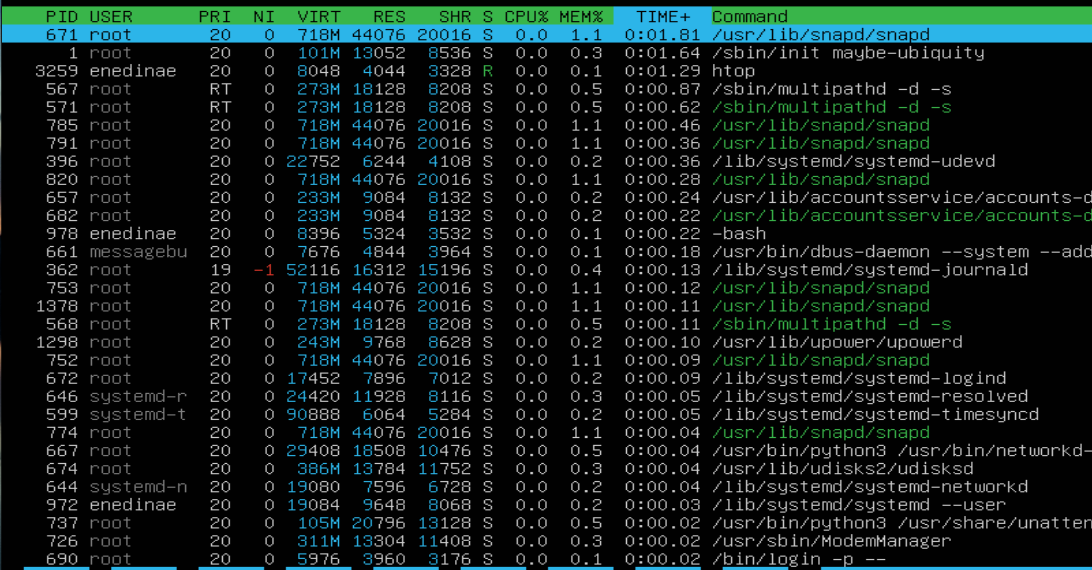 PID USER PRI NI VIRT RES SHR S CPU% MEM% TIME+ Command
671 root 20 0 718M 44076 20016 S 0.0 1.1 0:01.81 /usr/lib/snapd/snapd
1 root 20 0 101M 13052 8536 S 0.0 0.3 0:01.64 /sbin/init maybe-ubiquity
3259 enedinae 20 0 8048 4044 3328 R 0.0 0.1 0:01.29 htop
567 root RT 0 273M 18128 8208 S 0.0 0.5 0:00.87 /sbin/multipathd -d -s
571 root RT 0 273M 18128 8208 S 0.0 0.5 0:00.62 /sbin/multipathd -d -s
785 root 20 0 718M 44076 20016 S 0.0 1.1 0:00.46 /usr/lib/snapd/snapd
791 root 20 0 718M 44076 20016 S 0.0 1.1 0:00.36 /usr/lib/snapd/snapd
396 root 20 0 22752 6244 4108 S 0.0 0.2 0:00.36 /lib/systemd/systemd-udevd
820 root 20 0 718M 44076 20016 S 0.0 1.1 0:00.28 /usr/lib/snapd/snapd
657 root 20 0 233M 9084 8132 S 0.0 0.2 0:00.24 /usr/lib/accountsservice/accounts-d
682 root 20 0 233M 9084 8132 S 0.0 0.2 0:00.22 /usr/lib/accountsservice/accounts-d
978 enedinae 20 0 8396 5324 3532 S 0.0 0.1 0:00.22 -bash
661 messagebu 20 0 7676 4844 3964 S 0.0 0.1 0:00.18 /usr/bin/dbus-daemon --system --add
362 root 19 -1 52116 16312 15196 S 0.0 0.4 0:00.13 /lib/systemd/systemd-journald
753 root 20 0 718M 44076 20016 S 0.0 1.1 0:00.12 /usr/lib/snapd/snapd
1378 root 20 0 718M 44076 20016 S 0.0 1.1 0:00.11 /usr/lib/snapd/snapd
568 root RT 0 273M 18128 8208 S 0.0 0.5 0:00.11 /sbin/multipathd -d -s
1298 root 20 0 243M 9768 8628 S 0.0 0.2 0:00.10 /usr/lib/upower/upowerd
752 root 20 0 718M 44076 20016 S 0.0 1.1 0:00.09 /usr/lib/snapd/snapd
672 root 20 0 17452 7896 7012 S 0.0 0.2 0:00.09 /lib/systemd/systemd-logind
646 systemd-r 20 0 24420 11928 8116 S 0.0 0.3 0:00.05 /lib/systemd/systemd-resolved
599 systemd-t 20 0 90888 6064 5284 S 0.0 0.2 0:00.05 /lib/systemd/systemd-timesyncd
774 root 20 0 718M 44076 20016 S 0.0 1.1 0:00.04 /usr/lib/snapd/snapd
667 root 20 0 29408 18508 10476 S 0.0 0.5 0:00.04 /usr/bin/python3 /usr/bin/networkd-
674 root 20 0 386M 13784 11752 S 0.0 0.3 0:00.04 /usr/lib/udisks2/udisksd
644 systemd-n 20 0 19080 7596 6728 S 0.0 0.2 0:00.04 /lib/systemd/systemd-networkd
972 enedinae 20 0 19084 9648 8068 S 0.0 0.2 0:00.03 /lib/systemd/systemd --user
737 root 20 0 105M 20796 13128 S 0.0 0.5 0:00.02 /usr/bin/python3 /usr/share/unatten
726 root 20 0 311M 13304 11408 S 0.0 0.3 0:00.02 /usr/sbin/ModemManager
690 root 20 0 5976 3960 3176 S 0.0 0.1 0:00.02 /bin/login -p --